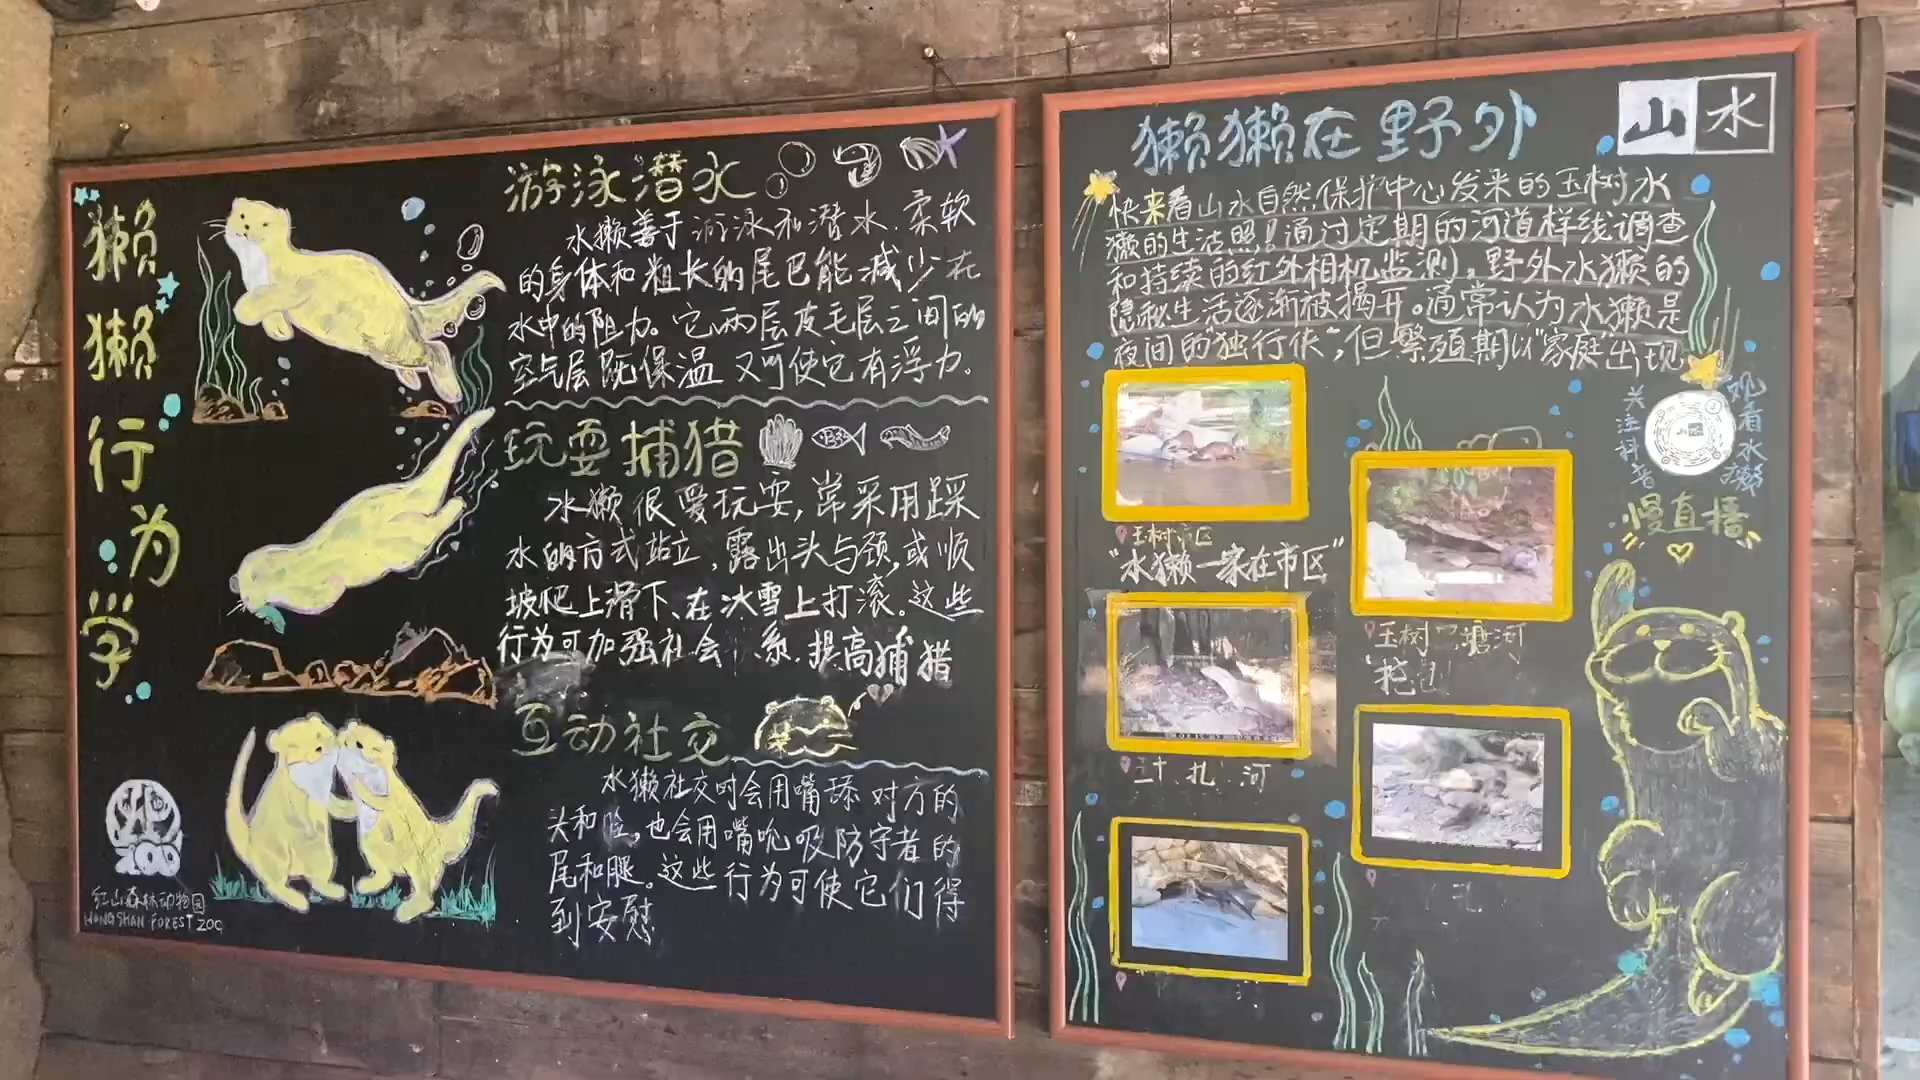 獭獭行为学
游泳潜水
水獭善于游泳和潜水.柔软
的身体和粗长的尾巴能减少在
水中的阻力。它两层皮毛层之间的
空气层既保温又可使它有浮力。
玩耍捕猎
水獭很爱玩耍,常采用踩
水的方式站立,露出头与颈,或顺
坡爬上滑下、在冰雪上打滚。这些
行为可加强社会 系.提高捕猎
互动社交
水獭社交时会用嘴舔对方的
头和脸,也会用嘴吮吸防守者的
尾和腿。这些行为可使它们得
到安慰
ZOO
红山森林动物园
HONGSHAN FOREST ZOO
獭獭在野外
山水
快来看山水自然保护中心发来的玉树水
獭的生活照!通过定期的河道样线调查
和持续的红外相机监测,野外水獭的
隐秘生活逐渐被揭开。通常认为水獭是
夜间的“独行侠”,但繁殖期以“家庭出现
观看水獭
慢直播
玉树市区
“水獭一家在市区”
玉树巴塘河
扎 河